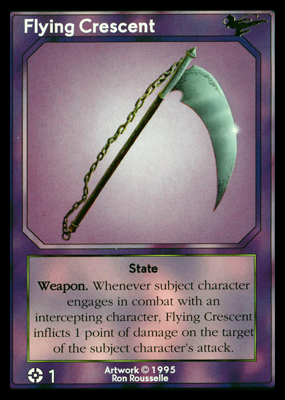 Flying Crescent
State
Weapon. Whenever subject character
engages in combat with an
intercepting character, Flying Crescent
inflicts 1 point of damage on the target
of the subject character's attack.
1
Artwork © 1995
Ron Rousselle